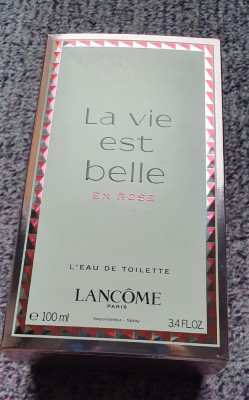 La vie
est
belle
EN ROSE
L'EAU DE TOILETTE
LANCÔME
PARIS
Vaporisateur - Spray
℮ 100 ml 3.4 FL.OZ.